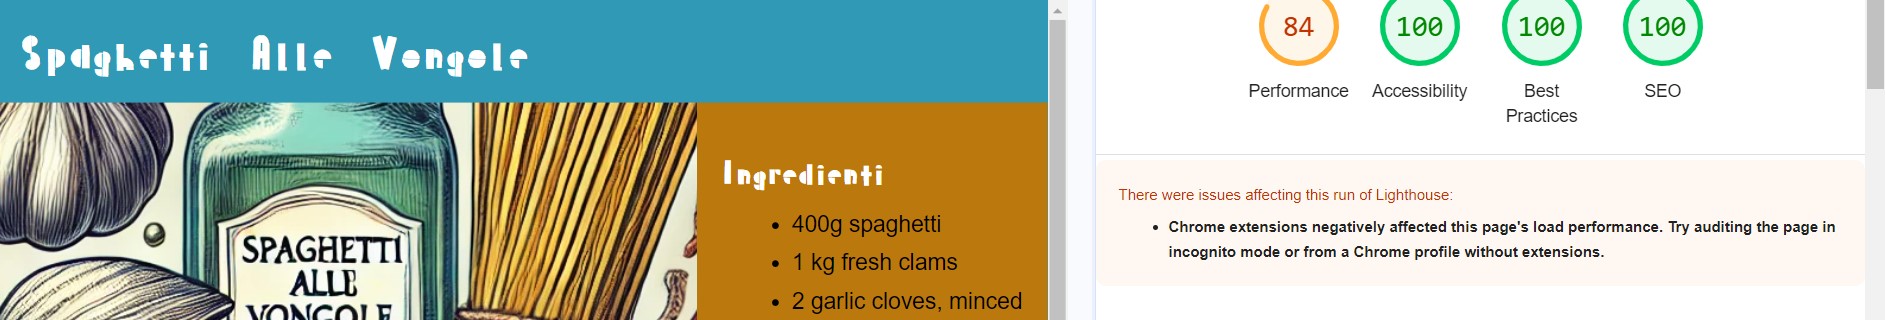 Spaghetti Alle Vongole
SPAGHETTI
ALLE
VONGOLE
Ingredienti
• 400g spaghetti
• 1 kg fresh clams
• 2 garlic cloves, minced
84
100
100
100
Performance
Accessibility
Best
Practices
SEO
There were issues affecting this run of Lighthouse:
• Chrome extensions negatively affected this page's load performance. Try auditing the page in
incognito mode or from a Chrome profile without extensions.